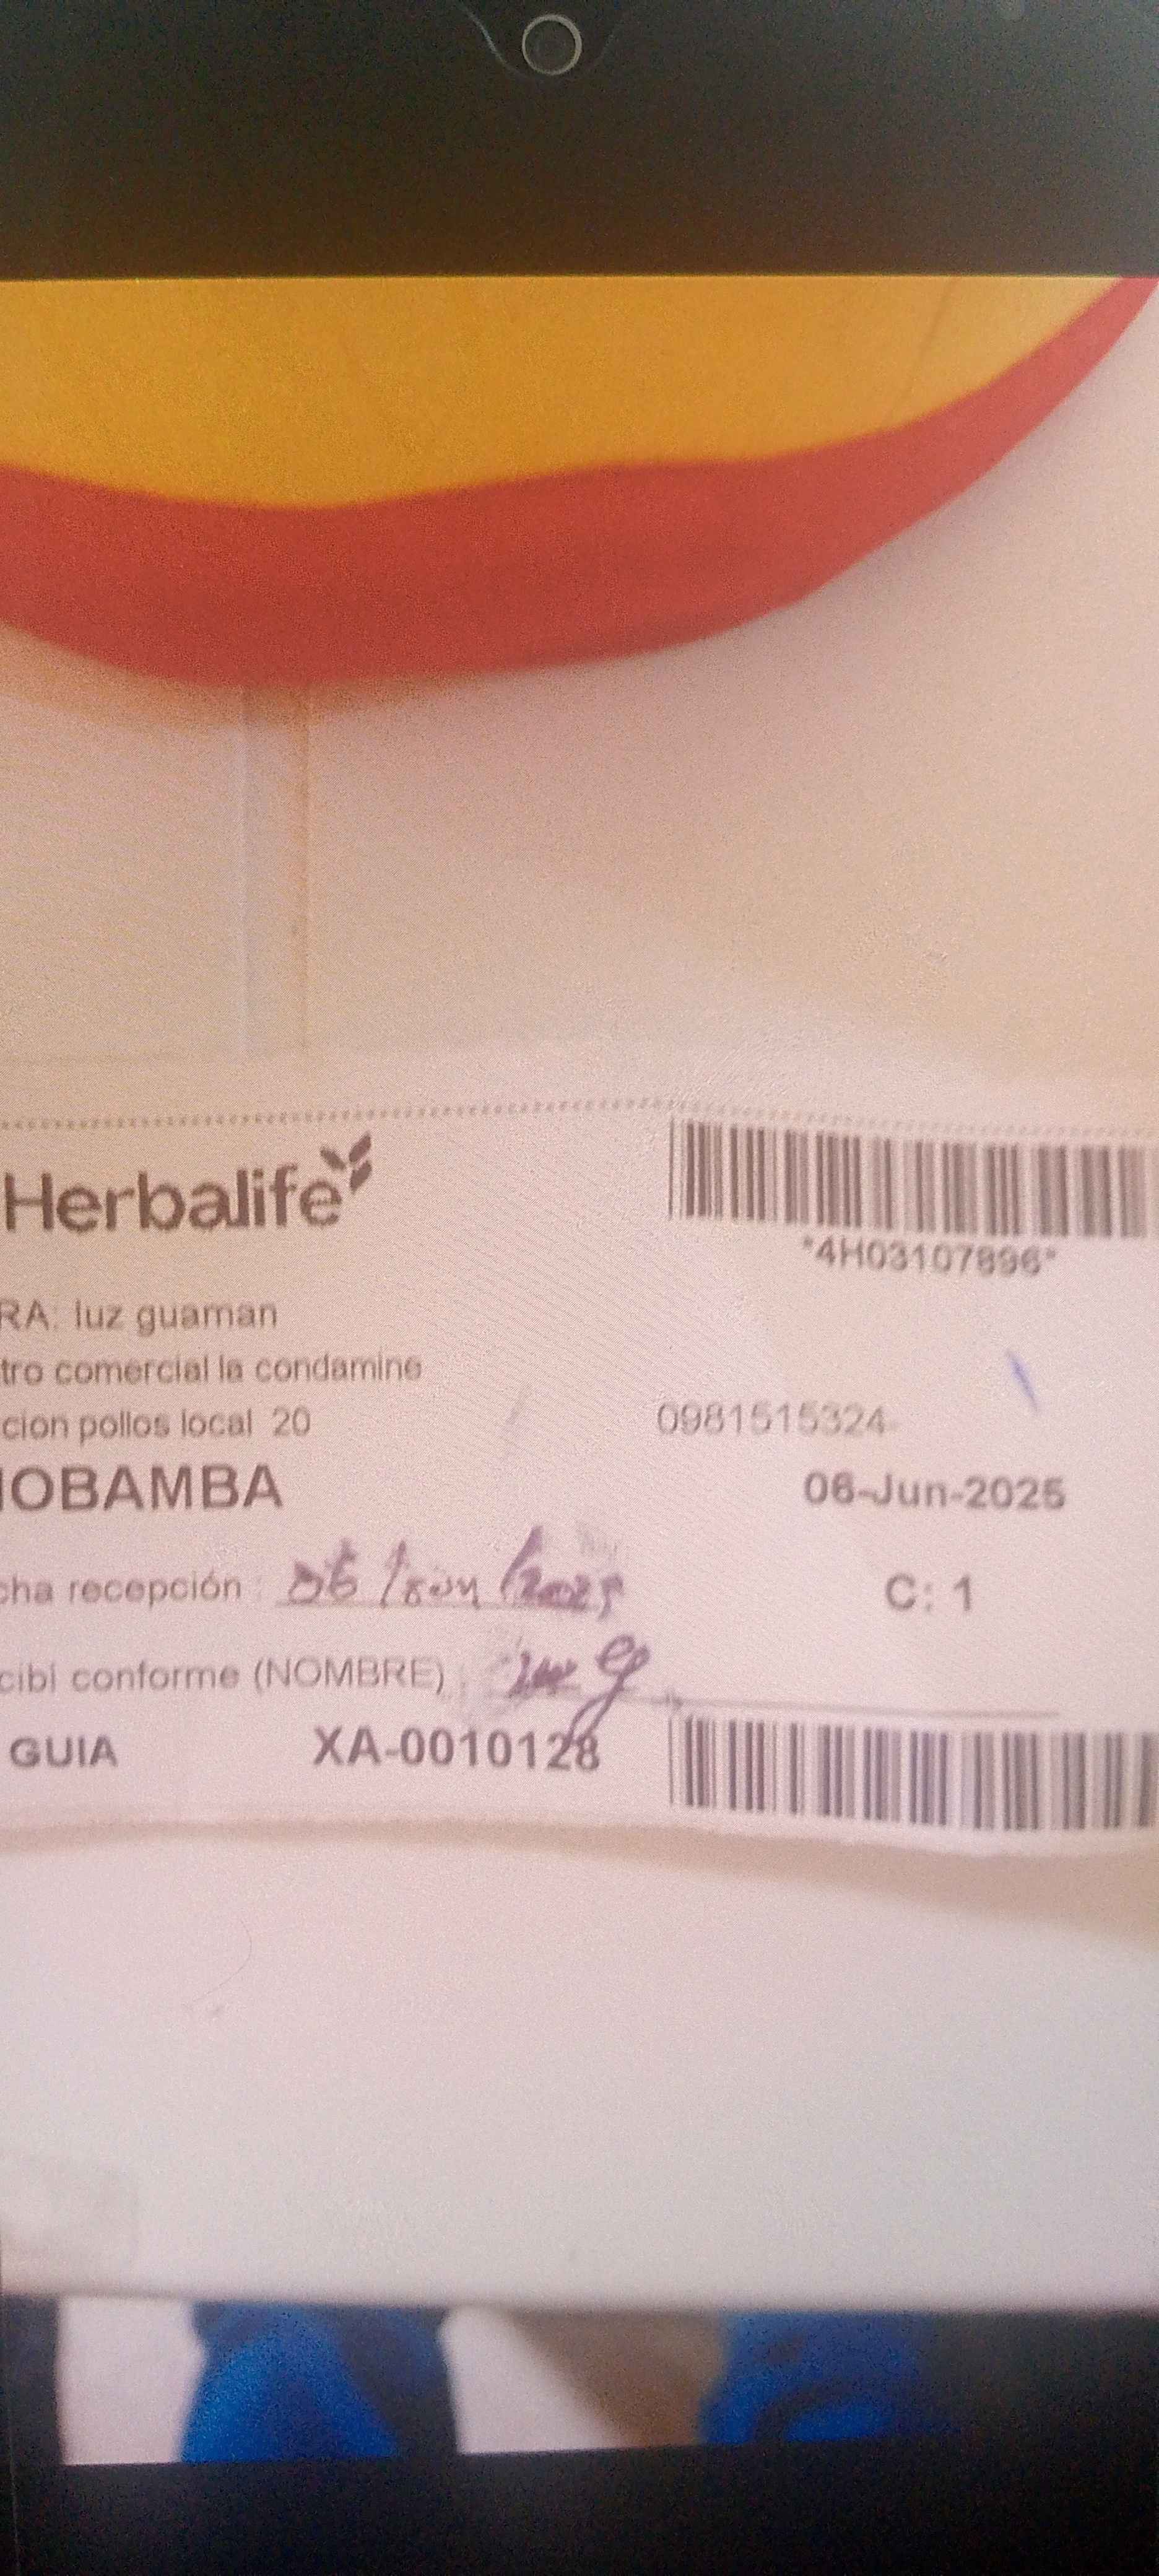 Herbalife
*4H03107896*
RA: luz guaman
tro comercial la condamine
cion pollos local 20
0981515324
IOBAMBA
06-Jun-2025
cha recepción :
C: 1
cibi conforme (NOMBRE)
GUIA XA-0010128